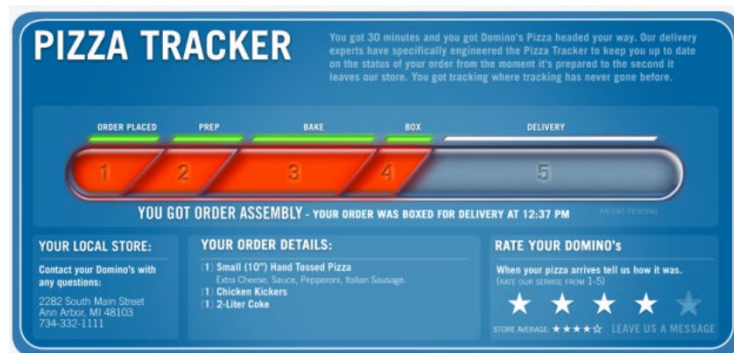 PIZZA TRACKER
You got 30 minutes and you got Domino's Pizza headed your way. Our delivery
experts have specifically engineered the Pizza Tracker to keep you up to date
on the status of your order from the moment it's prepared to the second it
leaves our store. You got tracking where tracking has never gone before.
ORDER PLACED PREP BAKE BOX DELIVERY
1 2 3 4 5
YOU GOT ORDER ASSEMBLY - YOUR ORDER WAS BOXED FOR DELIVERY AT 12:37 PM PATENT PENDING
YOUR LOCAL STORE:
Contact your Domino's with
any questions:
2282 South Main Street
Ann Arbor, MI 48103
734-332-1111
YOUR ORDER DETAILS:
(1) Small (10") Hand Tossed Pizza
Extra Cheese, Sauce, Pepperoni, Italian Sausage,
(1) Chicken Kickers
(1) 2-Liter Coke
RATE YOUR DOMINO's
When your pizza arrives tell us how it was.
(RATE OUR SERVICE FROM 1-5)
STORE AVERAGE: LEAVE US A MESSAGE